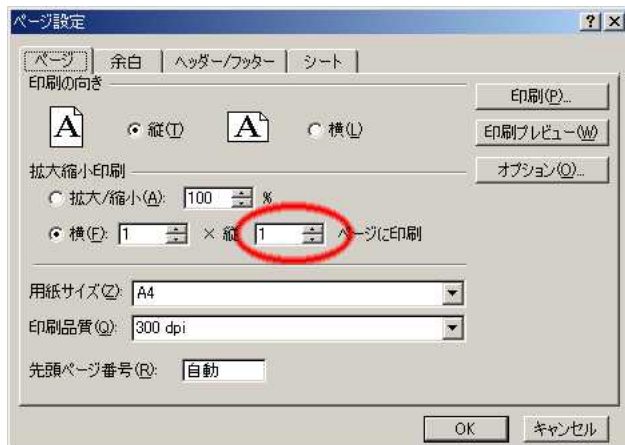 ページ設定
ページ 余白 ヘッダー/フッター シート
印刷の向き
印刷(P)...
A 縦(T) A 横(L)
印刷プレビュー(W)
拡大縮小印刷
オプション(O)...
拡大/縮小(A): 100 %
横(F): 1 × 縦 1 ページに印刷
用紙サイズ(Z): A4
印刷品質(Q): 300 dpi
先頭ページ番号(R): 自動
OK キャンセル